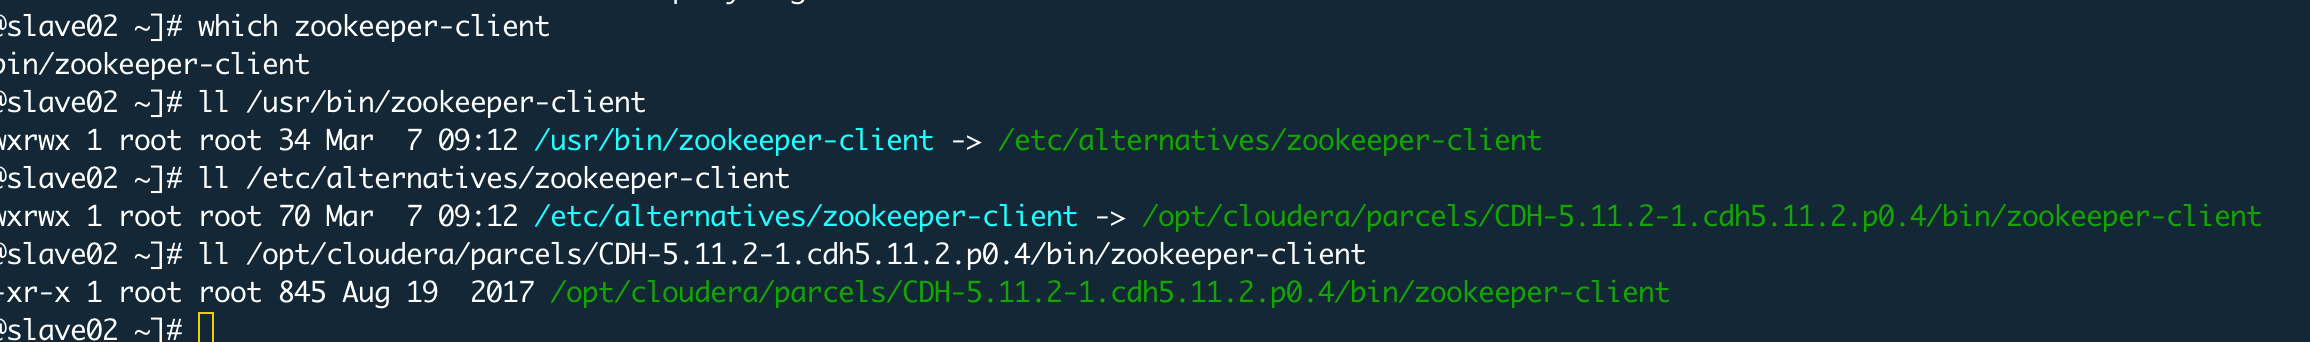 @slave02 ~]# which zookeeper-client
bin/zookeeper-client
@slave02 ~]# ll /usr/bin/zookeeper-client
wxrwx 1 root root 34 Mar  7 09:12 /usr/bin/zookeeper-client -> /etc/alternatives/zookeeper-client
@slave02 ~]# ll /etc/alternatives/zookeeper-client
wxrwx 1 root root 70 Mar  7 09:12 /etc/alternatives/zookeeper-client -> /opt/cloudera/parcels/CDH-5.11.2-1.cdh5.11.2.p0.4/bin/zookeeper-client
@slave02 ~]# ll /opt/cloudera/parcels/CDH-5.11.2-1.cdh5.11.2.p0.4/bin/zookeeper-client
-xr-x 1 root root 845 Aug 19  2017 /opt/cloudera/parcels/CDH-5.11.2-1.cdh5.11.2.p0.4/bin/zookeeper-client
@slave02 ~]#